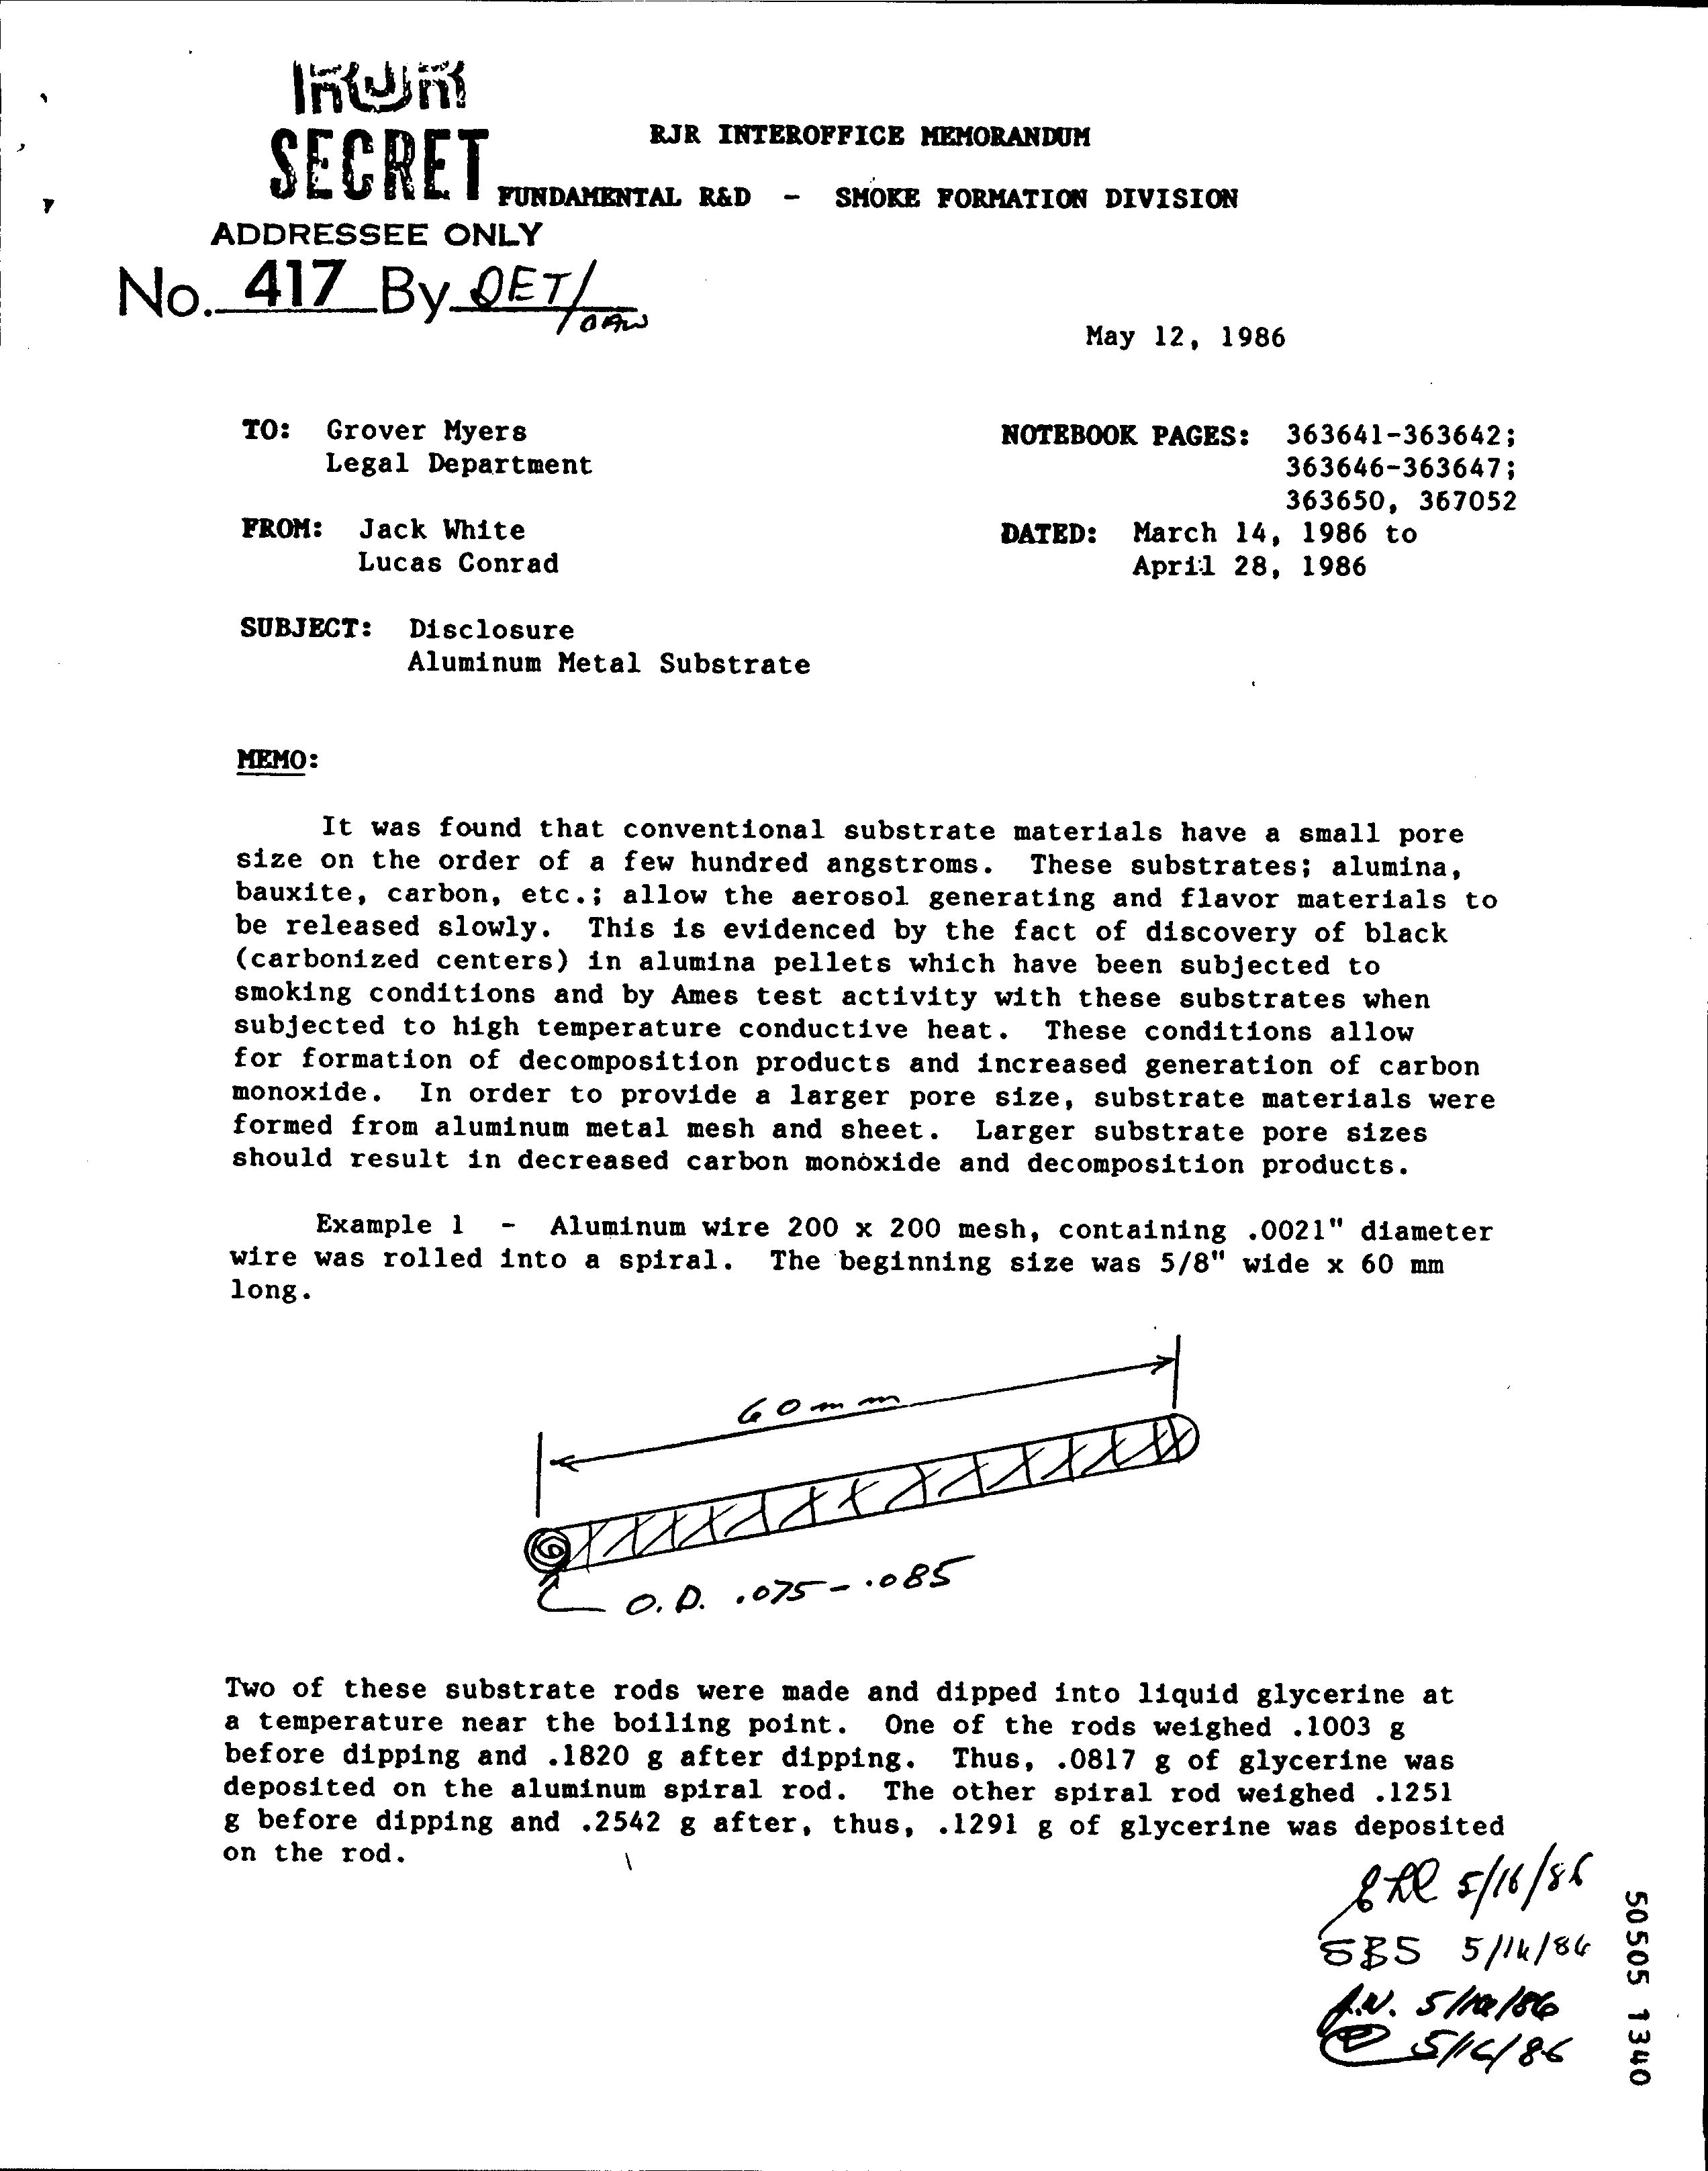 RJR
SECRET
RJR INTEROFFICE MEMORANDUM
FUNDAMENTAL R&D - SMOKE FORMATION DIVISION
ADDRESSEE ONLY
No. 417 By DET/
May 12, 1986
TO: Grover Myers
Legal Department
NOTEBOOK PAGES: 363641-363642;
363646-363647;
363650, 367052
FROM: Jack White
Lucas Conrad
DATED: March 14, 1986 to
April 28, 1986
SUBJECT: Disclosure
Aluminum Metal Substrate
MEMO:
It was found that conventional substrate materials have a small pore
size on the order of a few hundred angstroms. These substrates; alumina,
bauxite, carbon, etc.; allow the aerosol generating and flavor materials to
be released slowly. This is evidenced by the fact of discovery of black
(carbonized centers) in alumina pellets which have been subjected to
smoking conditions and by Ames test activity with these substrates when
subjected to high temperature conductive heat. These conditions allow
for formation of decomposition products and increased generation of carbon
monoxide. In order to provide a larger pore size, substrate materials were
formed from aluminum metal mesh and sheet. Larger substrate pore sizes
should result in decreased carbon monoxide and decomposition products.
Example 1 - Aluminum wire 200 x 200 mesh, containing .0021" diameter
wire was rolled into a spiral. The beginning size was 5/8" wide x 60 mm
long.
60 mm
O.D. .075 - .085
Two of these substrate rods were made and dipped into liquid glycerine at
a temperature near the boiling point. One of the rods weighed .1003 g
before dipping and .1820 g after dipping. Thus, .0817 g of glycerine was
deposited on the aluminum spiral rod. The other spiral rod weighed .1251
g before dipping and .2542 g after, thus, .1291 g of glycerine was deposited
on the rod.
5/16/86
SBS 5/16/86
J.W. 5/16/86
5/16/86
50505 1340